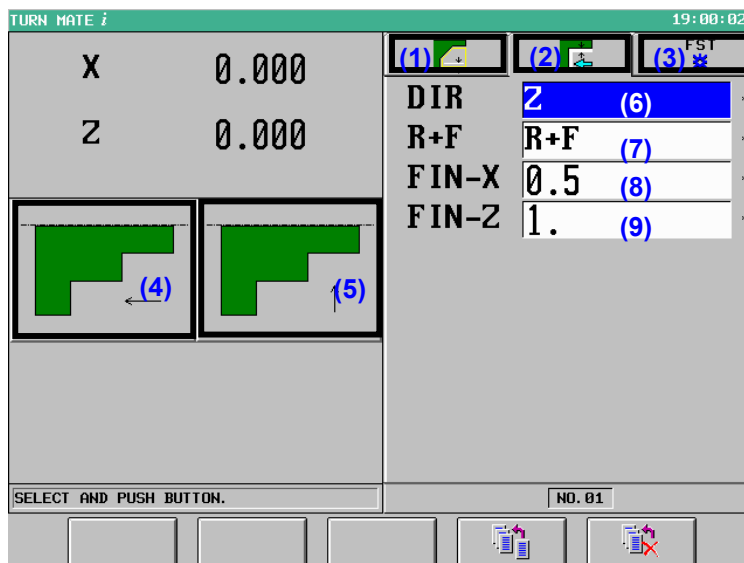 TURN MATE i 19:00:02
X 0.000
Z 0.000
(1) (2) FST (3)
DIR Z (6)
R+F R+F (7)
FIN-X 0.5 (8)
FIN-Z 1. (9)
(4) (5)
SELECT AND PUSH BUTTON. NO.01